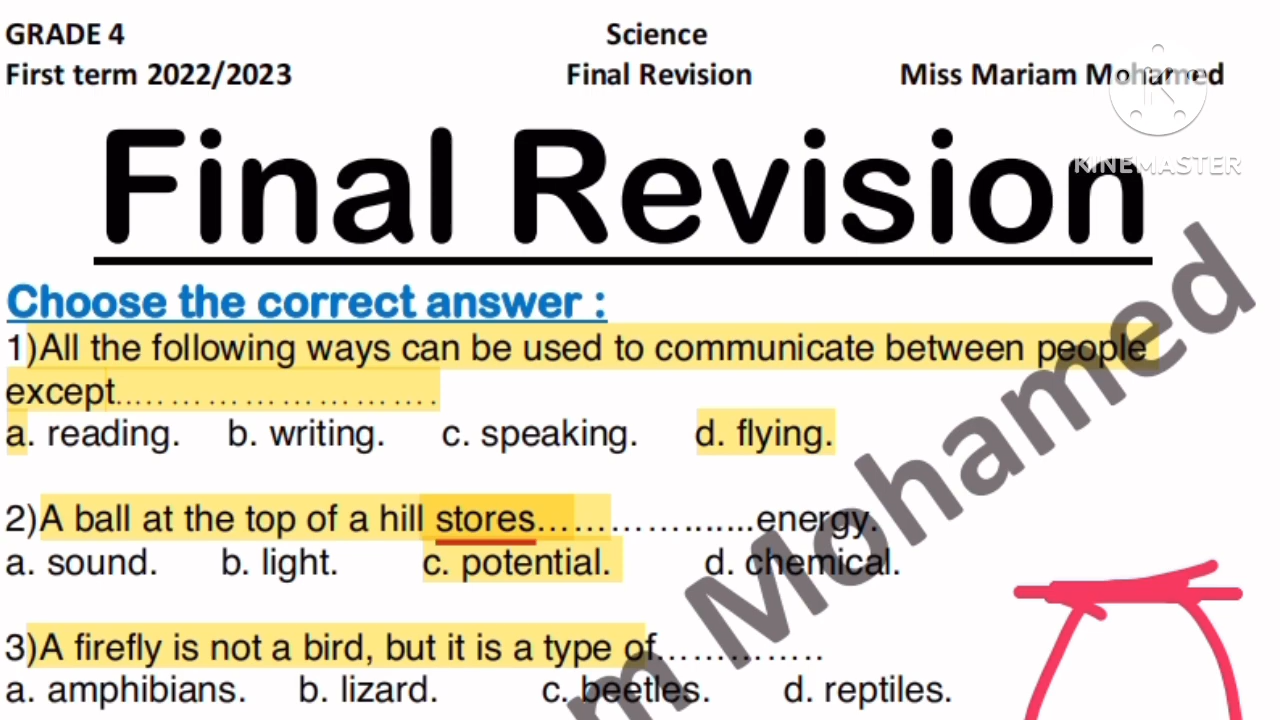 GRADE 4 Science
First term 2022/2023 Final Revision Miss Mariam Mohamed
KINEMASTER
Final Revision
Choose the correct answer :
1)All the following ways can be used to communicate between people
except..........................
a. reading. b. writing. c. speaking. d. flying.
2)A ball at the top of a hill stores....................energy.
a. sound. b. light. c. potential. d. chemical.
3)A firefly is not a bird, but it is a type of...............
a. amphibians. b. lizard. c. beetles. d. reptiles.
m Mohamed